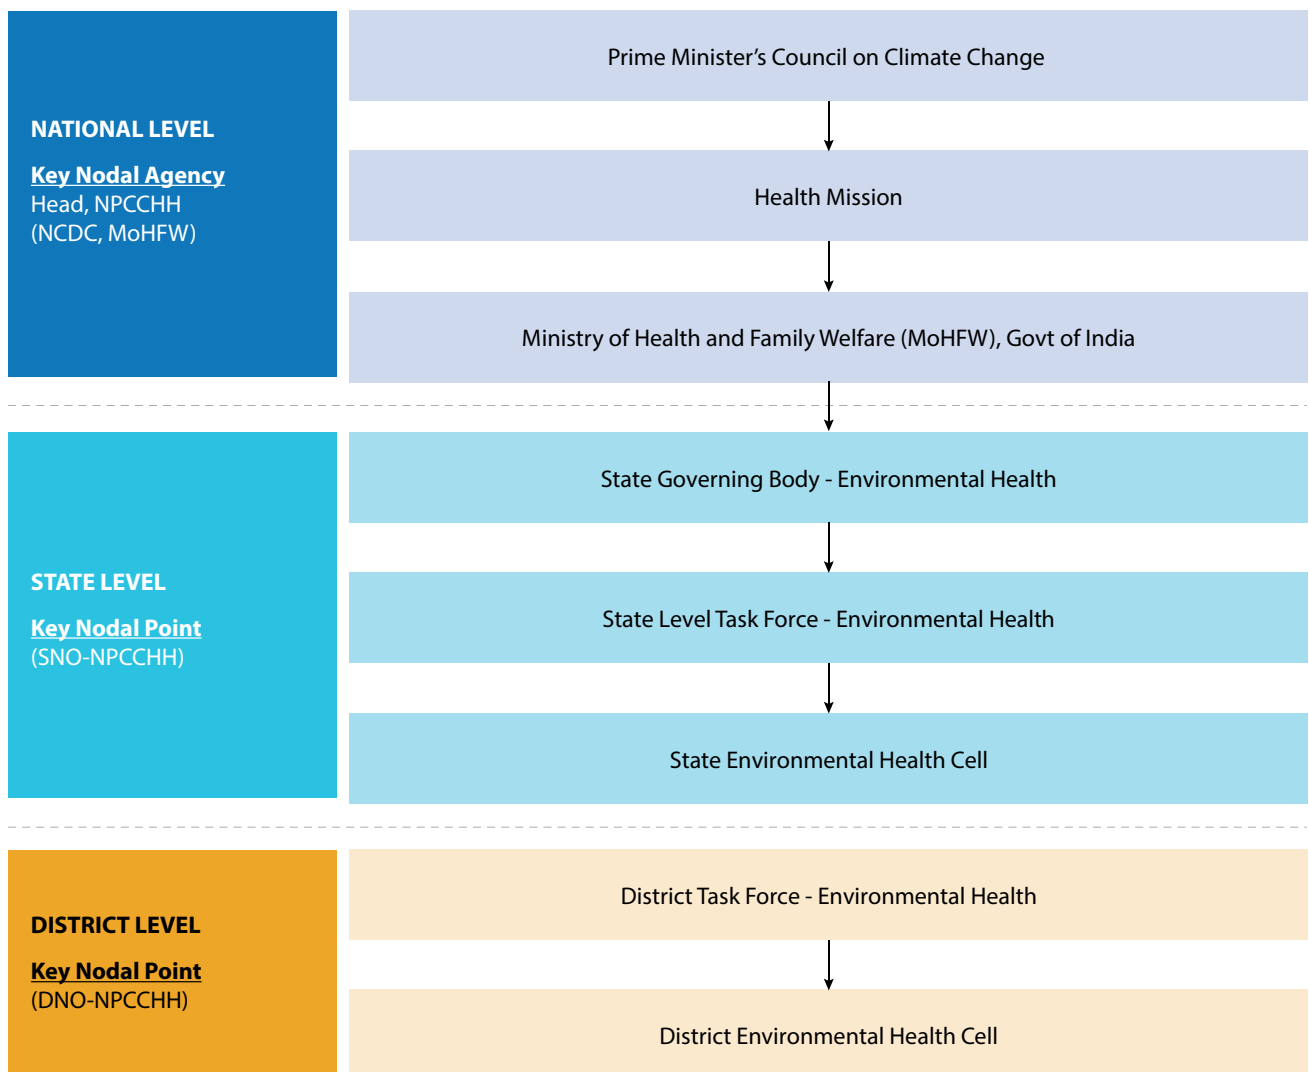 Prime Minister’s Council on Climate Change
NATIONAL LEVEL
Key Nodal Agency
Head, NPCCHH
(NCDC, MoHFW)
Health Mission
Ministry of Health and Family Welfare (MoHFW), Govt of India
State Governing Body - Environmental Health
STATE LEVEL
Key Nodal Point
(SNO-NPCCHH)
State Level Task Force - Environmental Health
State Environmental Health Cell
District Task Force - Environmental Health
DISTRICT LEVEL
Key Nodal Point
(DNO-NPCCHH)
District Environmental Health Cell